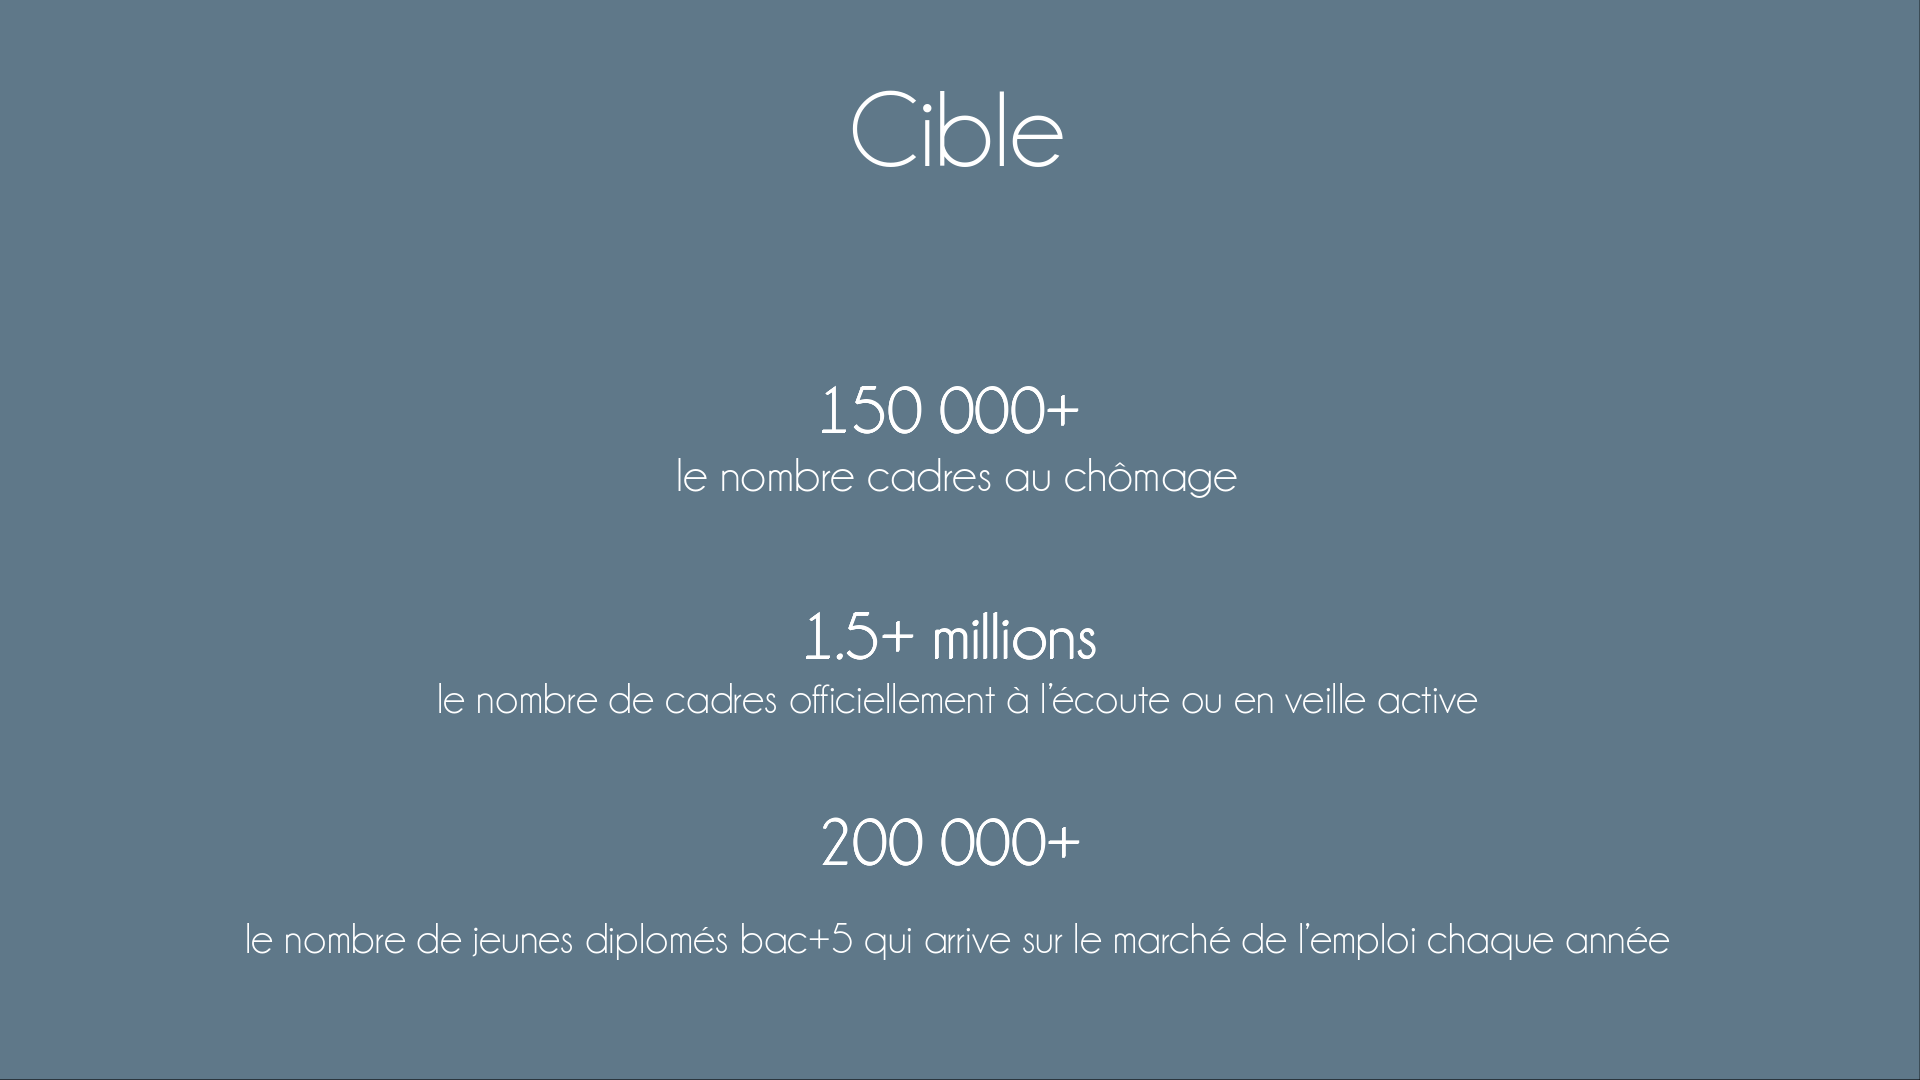 Cible
150 000+
le nombre cadres au chômage
1.5+ millions
le nombre de cadres officiellement à l’écoute ou en veille active
200 000+
le nombre de jeunes diplomés bac+5 qui arrive sur le marché de l’emploi chaque année